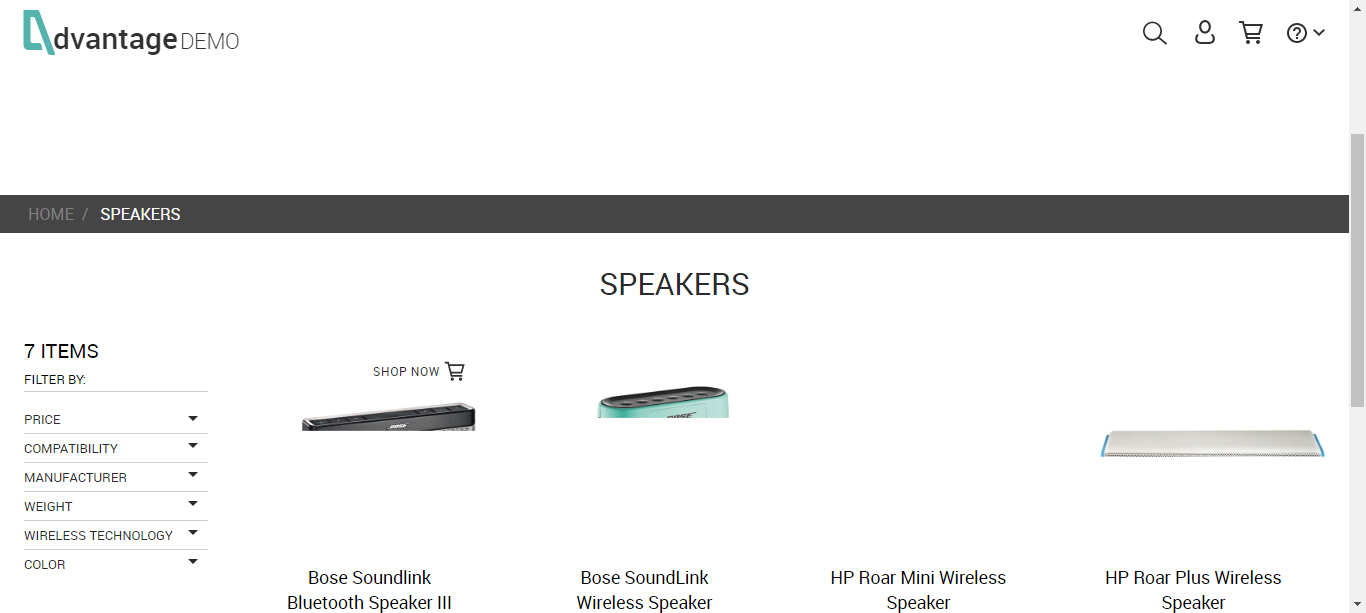 dvantage DEMO
HOME / SPEAKERS
SPEAKERS
7 ITEMS
FILTER BY:
PRICE
COMPATIBILITY
MANUFACTURER
WEIGHT
WIRELESS TECHNOLOGY
COLOR
SHOP NOW
BOSE
BOSE
Bose Soundlink
Bluetooth Speaker III
Bose SoundLink
Wireless Speaker
HP Roar Mini Wireless
Speaker
HP Roar Plus Wireless
Speaker